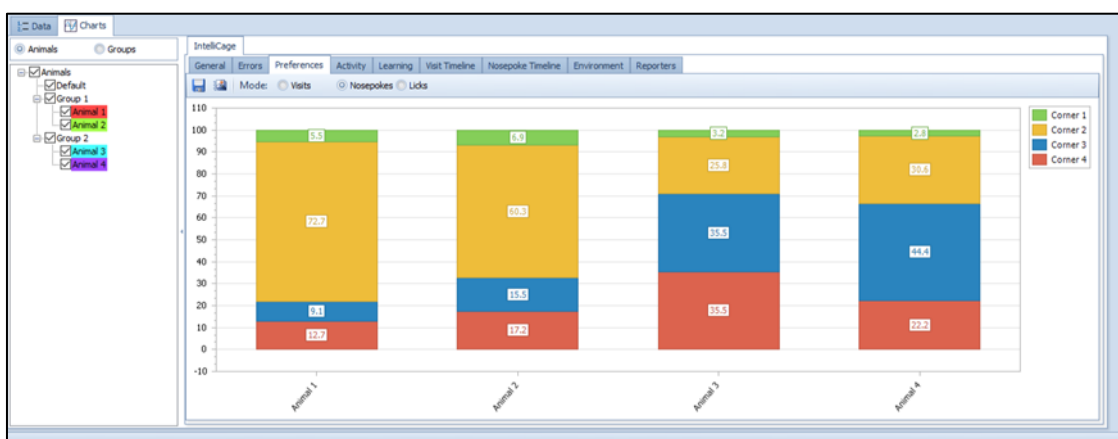 Data Charts
Animals Groups
Animals
Default
Group 1
Animal 1
Animal 2
Group 2
Animal 3
Animal 4
IntelliCage
General Errors Preferences Activity Learning Visit Timeline Nosepoke Timeline Environment Reporters
Mode: Visits Nosepokes Licks
110
100
90
80
70
60
50
40
30
20
10
0
-10
5.5 6.9 3.2 2.8
72.7 60.3 25.8 30.6
9.1 15.5 35.5 44.4
12.7 17.2 35.5 22.2
Animal 1 Animal 2 Animal 3 Animal 4
Corner 1
Corner 2
Corner 3
Corner 4